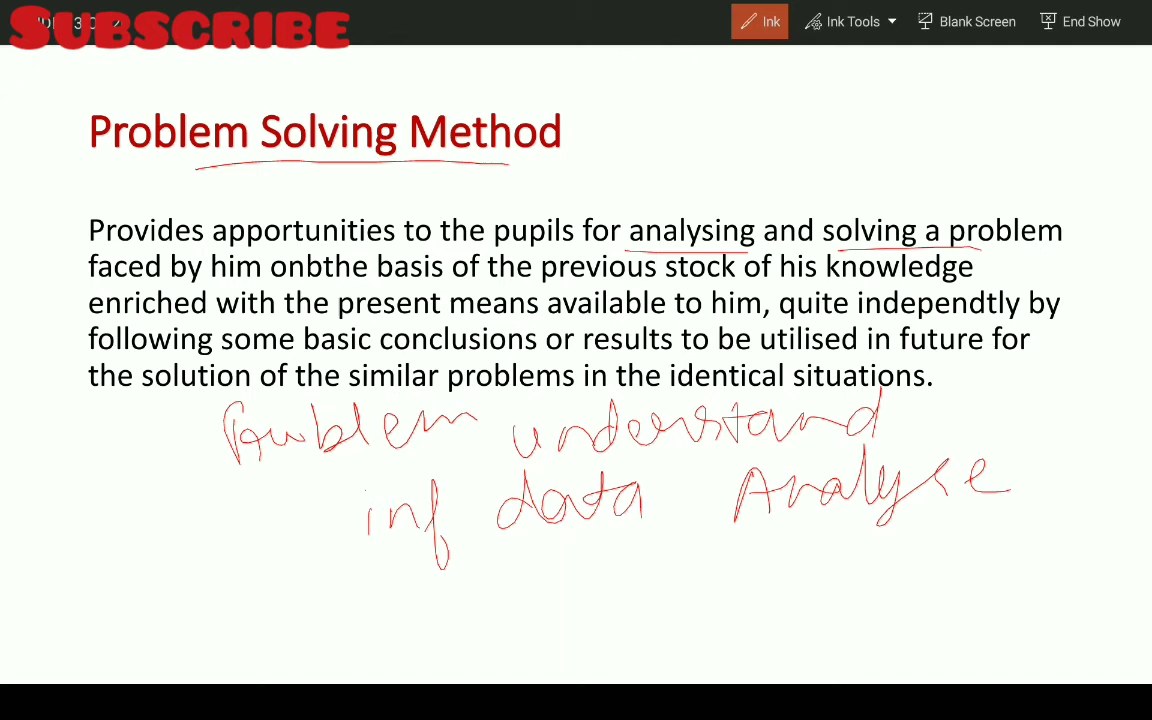 SUBSCRIBE
Ink Ink Tools Blank Screen End Show
Problem Solving Method
Provides apportunities to the pupils for analysing and solving a problem
faced by him onbthe basis of the previous stock of his knowledge
enriched with the present means available to him, quite independtly by
following some basic conclusions or results to be utilised in future for
the solution of the similar problems in the identical situations.
Problem understand
inf data Analyse